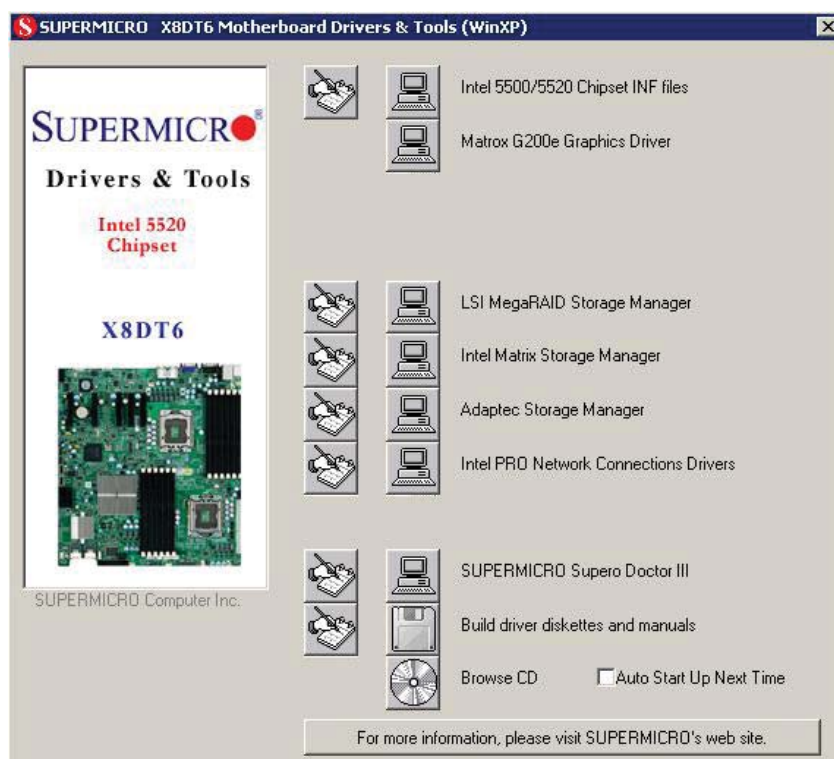 SUPERMICRO X8DT6 Motherboard Drivers & Tools (WinXP)
SUPERMICR●®
Drivers & Tools
Intel 5520
Chipset
X8DT6
SUPERMICRO Computer Inc.
Intel 5500/5520 Chipset INF files
Matrox G200e Graphics Driver
LSI MegaRAID Storage Manager
Intel Matrix Storage Manager
Adaptec Storage Manager
Intel PRO Network Connections Drivers
SUPERMICRO Supero Doctor III
Build driver diskettes and manuals
Browse CD Auto Start Up Next Time
For more information, please visit SUPERMICRO's web site.